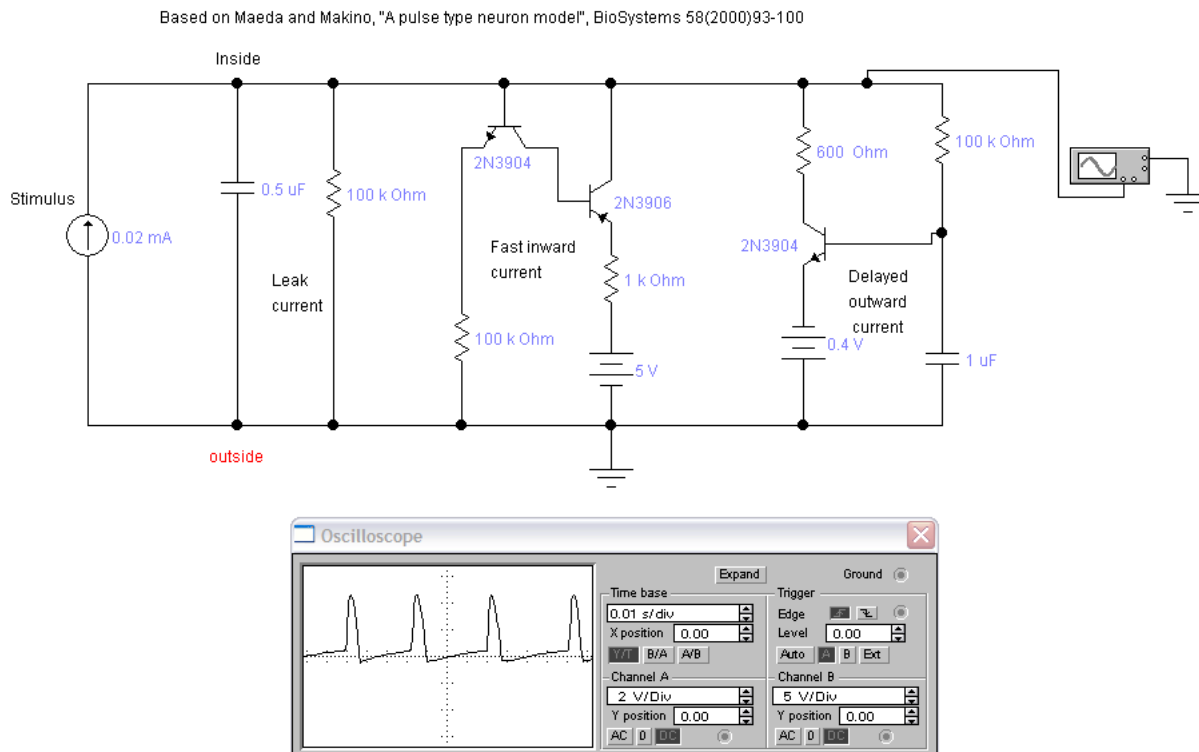 Based on Maeda and Makino, "A pulse type neuron model", BioSystems 58(2000)93-100
Inside
Stimulus
0.02 mA
0.5 uF
100 k Ohm
Leak
current
2N3904
100 k Ohm
Fast inward
current
2N3906
1 k Ohm
5 V
600 Ohm
2N3904
0.4 V
Delayed
outward
current
100 k Ohm
1 uF
outside
Oscilloscope
Expand
Ground
Time base
0.01 s/div
X position 0.00
Y/T B/A A/B
Trigger
Edge
Level 0.00
Auto A B Ext
Channel A
2 V/Div
Y position 0.00
AC 0 DC
Channel B
5 V/Div
Y position 0.00
AC 0 DC